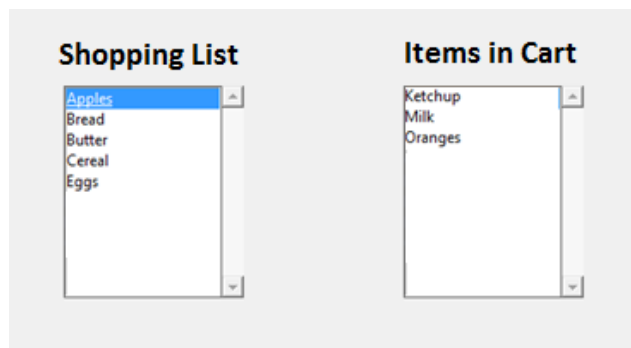 Shopping List
Apples
Bread
Butter
Cereal
Eggs
Items in Cart
Ketchup
Milk
Oranges